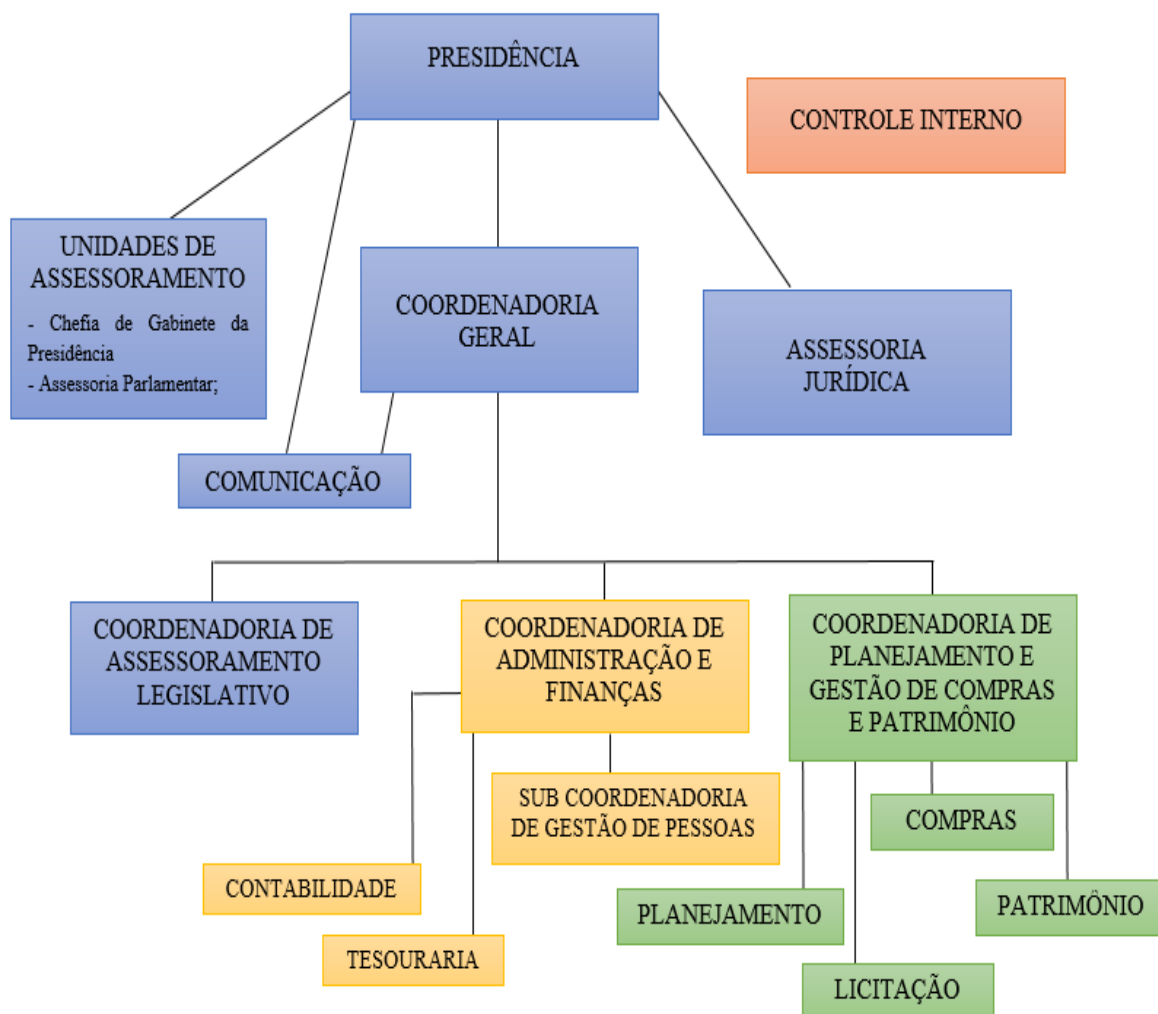 PRESIDÊNCIA
CONTROLE INTERNO
UNIDADES DE
ASSESSORAMENTO
- Chefia de Gabinete da
Presidência
- Assessoria Parlamentar;
COORDENADORIA
GERAL
ASSESSORIA
JURÍDICA
COMUNICAÇÃO
COORDENADORIA DE
ASSESSORAMENTO
LEGISLATIVO
COORDENADORIA DE
ADMINISTRAÇÃO E
FINANÇAS
COORDENADORIA DE
PLANEJAMENTO E
GESTÃO DE COMPRAS
E PATRIMÔNIO
SUB COORDENADORIA
DE GESTÃO DE PESSOAS
COMPRAS
CONTABILIDADE
PLANEJAMENTO
PATRIMÔNIO
TESOURARIA
LICITAÇÃO